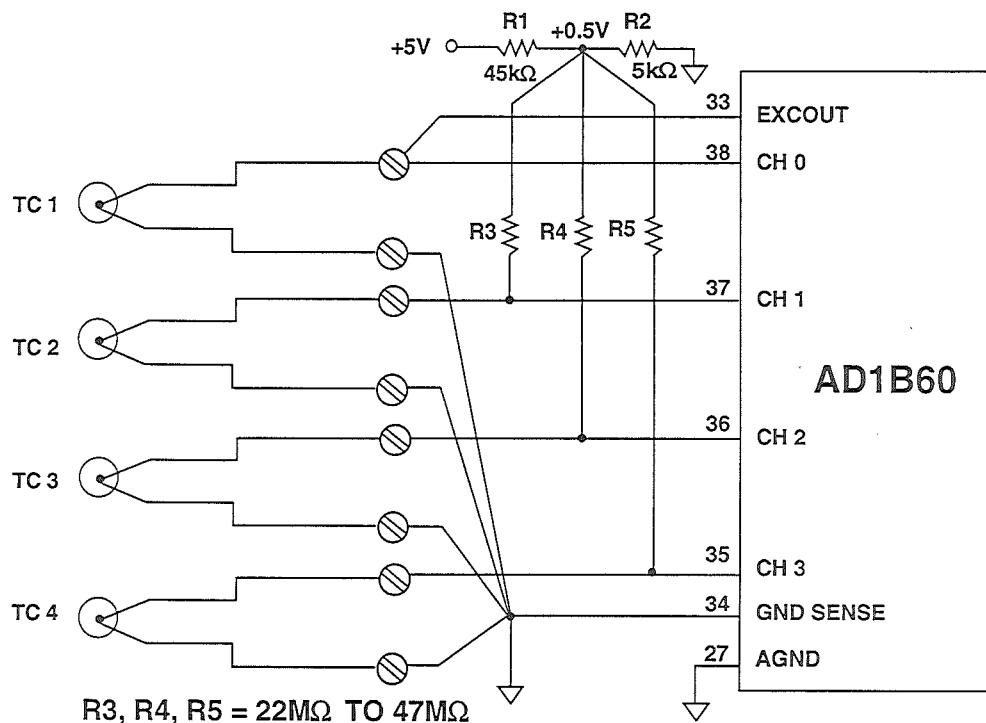 R1
+0.5V
R2
+5V
45kΩ
5kΩ
33
EXCOUT
38
CH 0
TC 1
R3
R4
R5
37
CH 1
TC 2
AD1B60
36
CH 2
TC 3
35
CH 3
34
GND SENSE
TC 4
27
AGND
R3, R4, R5 = 22MΩ TO 47MΩ